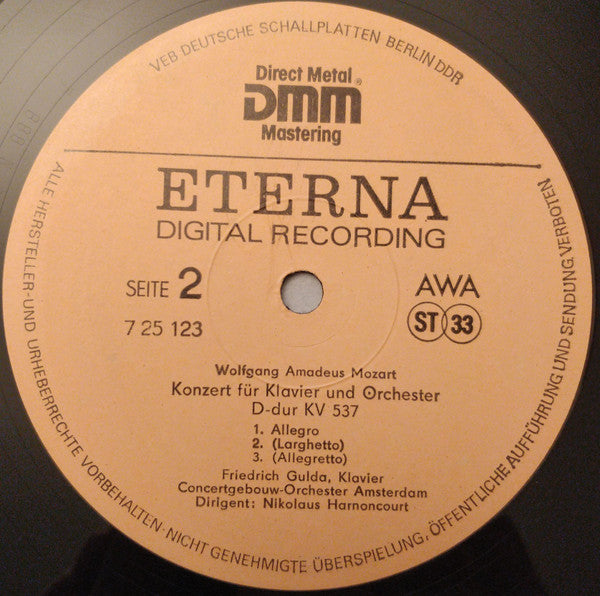 VEB DEUTSCHE SCHALLPLATTEN BERLIN DDR
Direct Metal
DMM®
Mastering
ETERNA
DIGITAL RECORDING
SEITE 2
AWA
7 25 123
ST 33
Wolfgang Amadeus Mozart
Konzert für Klavier und Orchester
D-dur KV 537
1. Allegro
2. (Larghetto)
3. (Allegretto)
Friedrich Gulda, Klavier
Concertgebouw-Orchester Amsterdam
Dirigent: Nikolaus Harnoncourt
ALLE HERSTELLER-UND URHEBERRECHTE VORBEHALTEN·NICHT GENEHMIGTE ÜBERSPIELUNG, ÖFFENTLICHE AUFFÜHRUNG UND SENDUNG VERBOTEN